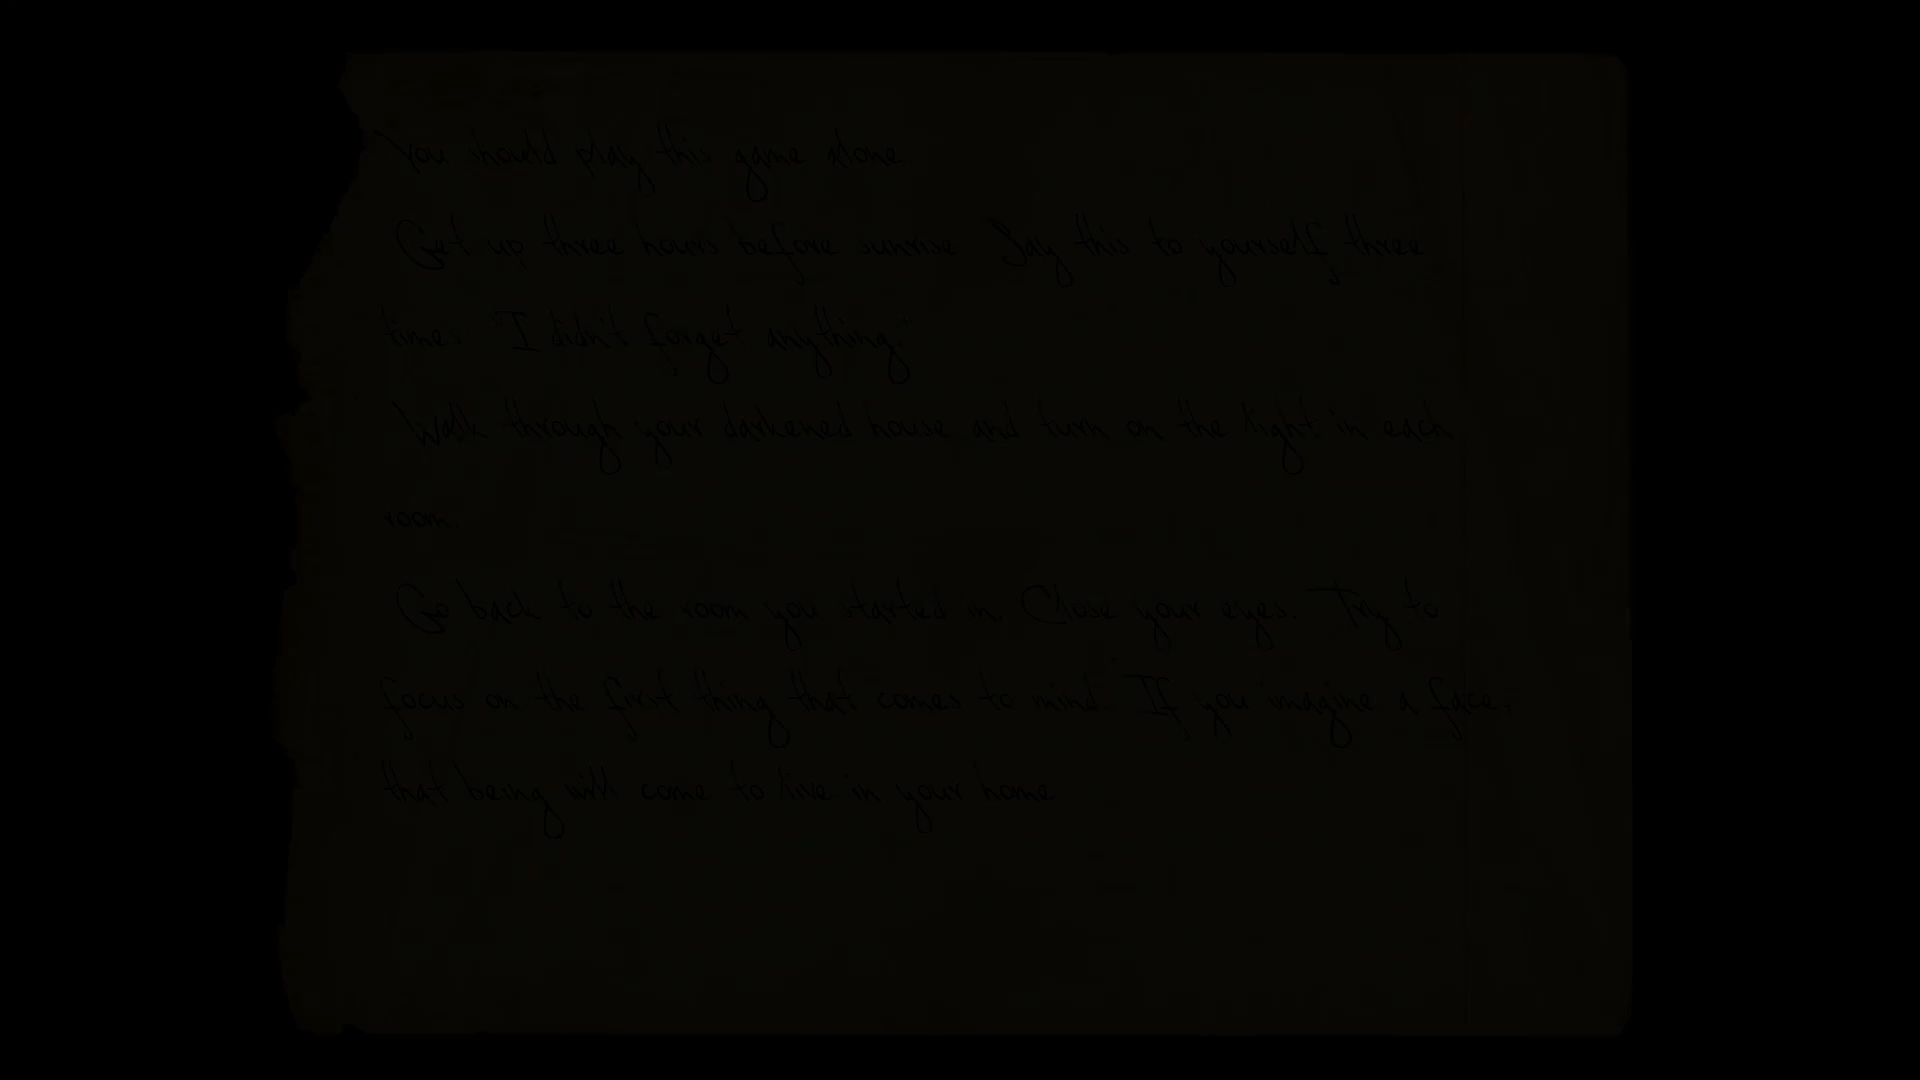 You should play this game alone
Get up three hours before sunrise Say this to yourself three
times "I didn't forget anything."
Walk through your darkened house and turn on the light in each
room.
Go back to the room you started in. Close your eyes. Try to
focus on the first thing that comes to mind. If you imagine a face,
that being will come to live in your home